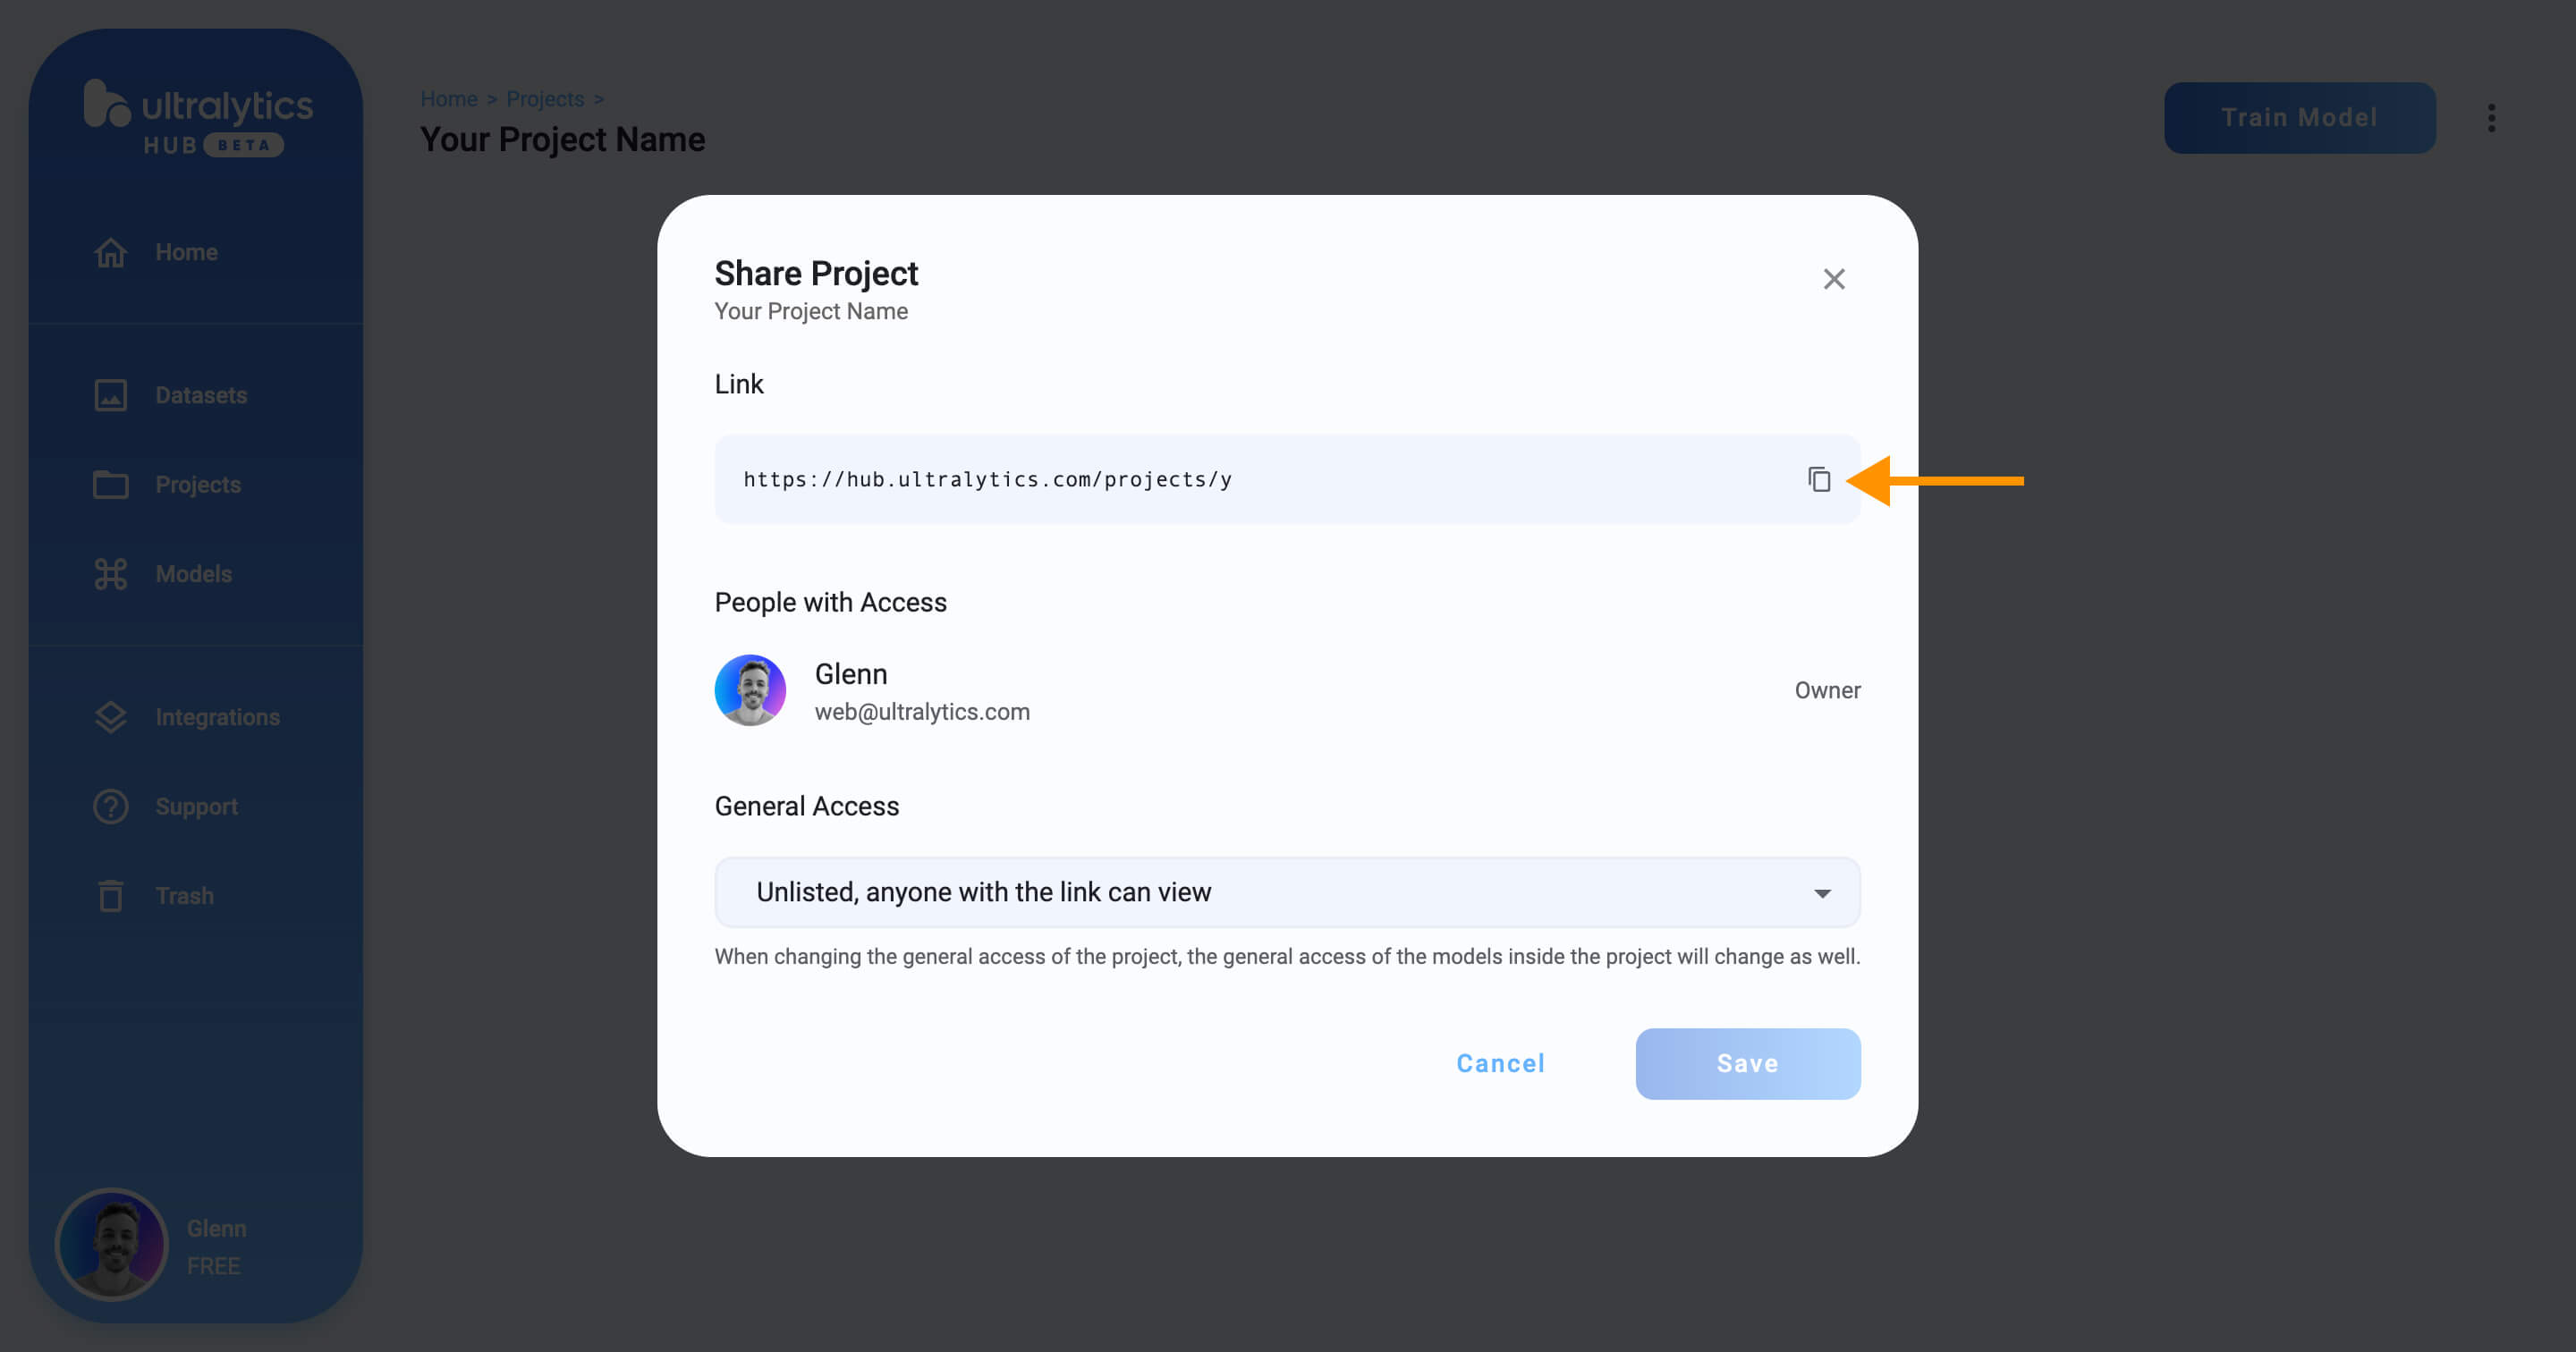 ultralytics
HUB BETA
Home
Datasets
Projects
Models
Integrations
Support
Trash
Glenn
FREE
Home > Projects >
Your Project Name
Train Model
Share Project
Your Project Name
Link
https://hub.ultralytics.com/projects/y
People with Access
Glenn
web@ultralytics.com
Owner
General Access
Unlisted, anyone with the link can view
When changing the general access of the project, the general access of the models inside the project will change as well.
Cancel
Save